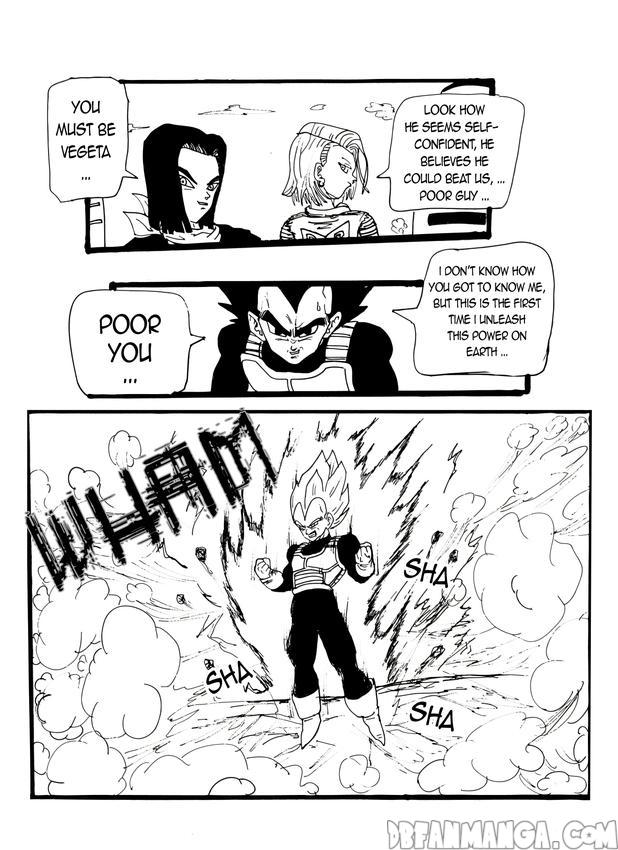 YOU
MUST BE
VEGETA
...
LOOK HOW
HE SEEMS SELF-
CONFIDENT, HE
BELIEVES HE
COULD BEAT US, ...
POOR GUY ...
POOR
YOU
...
I DON'T KNOW HOW
YOU GOT TO KNOW ME,
BUT THIS IS THE FIRST
TIME I UNLEASH
THIS POWER ON
EARTH ...
WHAM
SHA
SHA
SHA
DBFANMANGA.COM